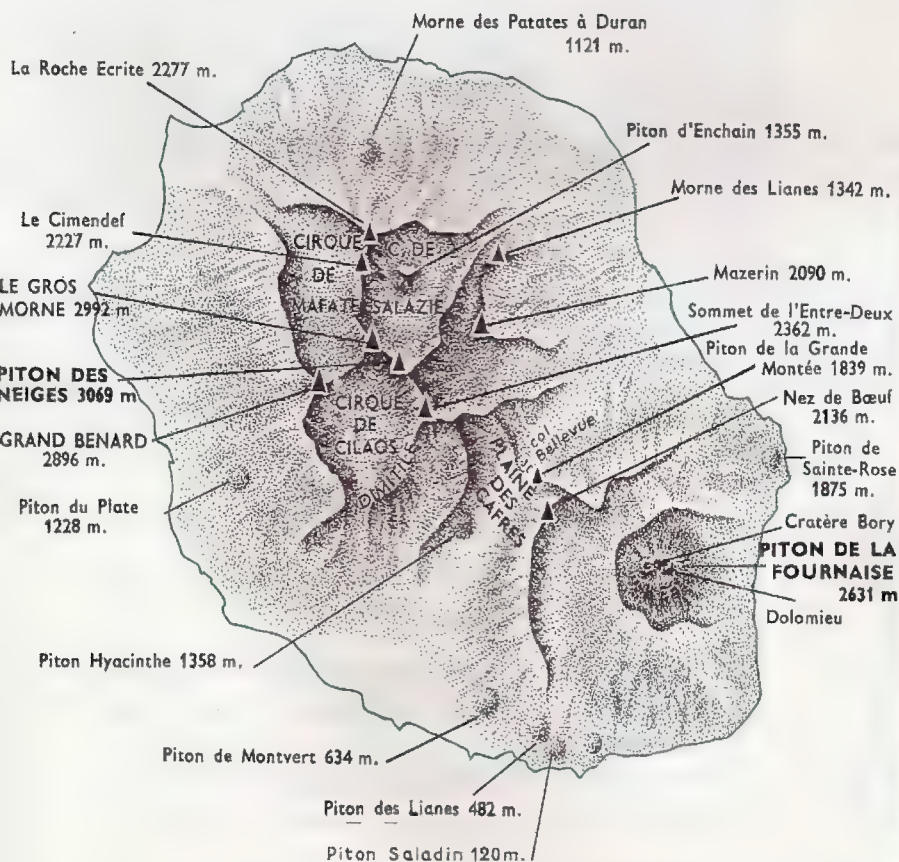 Morne des Patates à Duran
1121 m.
La Roche Ecrite 2277 m.
Piton d'Enchain 1355 m.
Morne des Lianes 1342 m.
Le Cimendef
2227 m.
CIRQUE
DE
MAFATE
C. DE
SALAZIE
Mazerin 2090 m.
LE GROS
MORNE 2992 m.
Sommet de l'Entre-Deux
2362 m.
Piton de la Grande
Montée 1839 m.
PITON DES
NEIGES 3069 m
Nez de Bœuf
2136 m.
CIRQUE
DE
CILAOS
GRAND BENARD
2896 m.
DIMITILE
col
de Bellevue
PLAINE
DES
CAFRES
Piton de
Sainte-Rose
1875 m.
Piton du Plate
1228 m.
Cratère Bory
PITON DE LA
FOURNAISE
2631 m
Dolomieu
Piton Hyacinthe 1358 m.
Piton de Montvert 634 m.
Piton des Lianes 482 m.
Piton Saladin 120m.